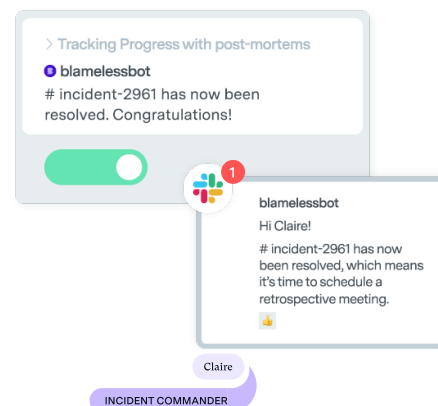 > Tracking Progress with post-mortems
blamelessbot
# incident-2961 has now been
resolved. Congratulations!
1
blamelessbot
Hi Claire!
# incident-2961 has now
been resolved, which means
it's time to schedule a
retrospective meeting.
Claire
INCIDENT COMMANDER